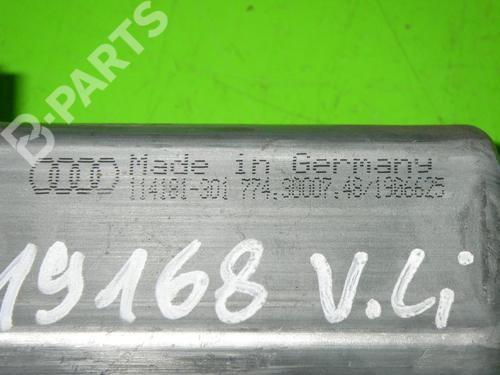 B-PARTS
Made in Germany
114181-301 774.30007.48/1906625
19168 V.Li